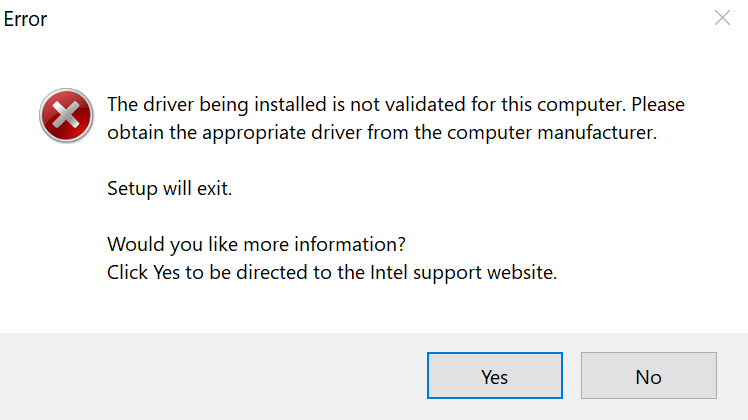 Error
The driver being installed is not validated for this computer. Please
obtain the appropriate driver from the computer manufacturer.
Setup will exit.
Would you like more information?
Click Yes to be directed to the Intel support website.
Yes
No